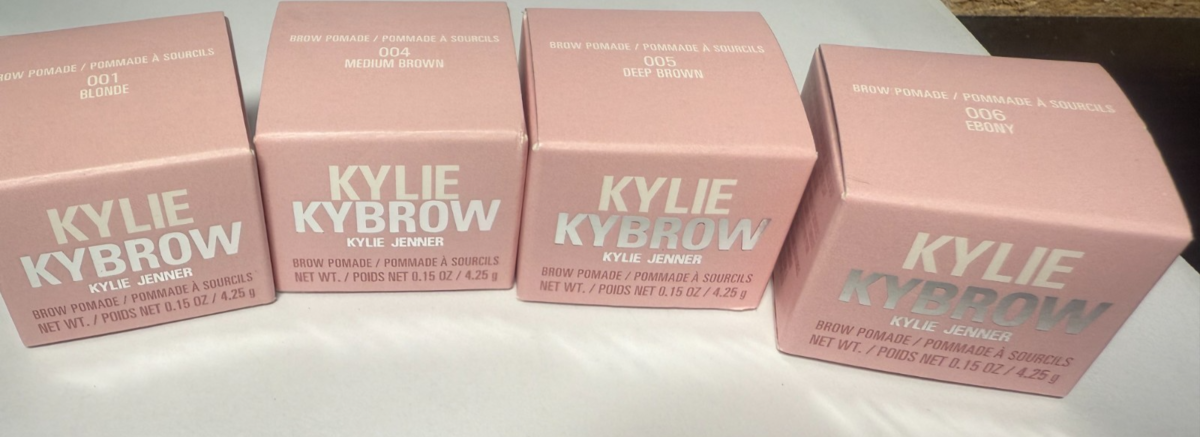 BROW POMADE / POMMADE À SOURCILS
001
BLONDE
KYLIE
KYBROW
KYLIE JENNER
BROW POMADE / POMMADE À SOURCILS
NET WT. / POIDS NET 0.15 OZ / 4.25 g
BROW POMADE / POMMADE À SOURCILS
004
MEDIUM BROWN
KYLIE
KYBROW
KYLIE JENNER
BROW POMADE / POMMADE À SOURCILS
NET WT. / POIDS NET 0.15 OZ / 4.25 g
BROW POMADE / POMMADE À SOURCILS
005
DEEP BROWN
KYLIE
KYBROW
KYLIE JENNER
BROW POMADE / POMMADE À SOURCILS
NET WT. / POIDS NET 0.15 OZ / 4.25 g
BROW POMADE / POMMADE À SOURCILS
006
EBONY
KYLIE
KYBROW
KYLIE JENNER
BROW POMADE / POMMADE À SOURCILS
NET WT. / POIDS NET 0.15 OZ / 4.25 g